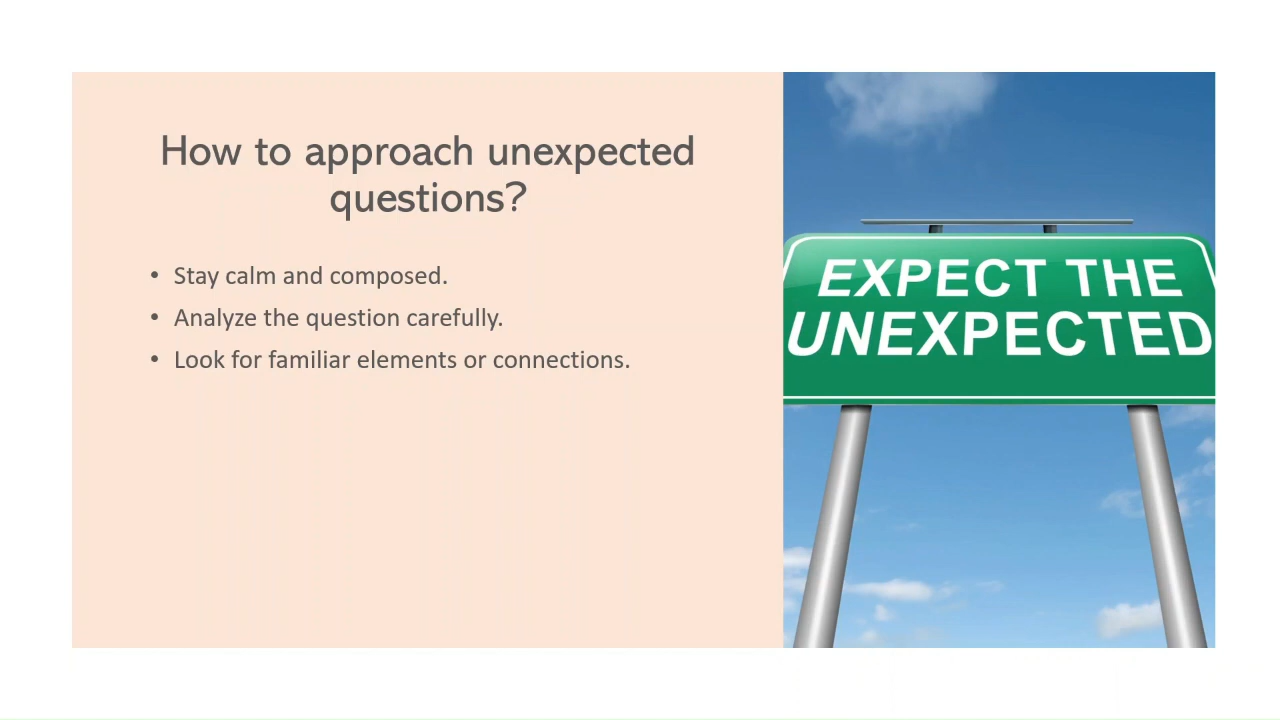 How to approach unexpected
questions?
• Stay calm and composed.
• Analyze the question carefully.
• Look for familiar elements or connections.
EXPECT THE
UNEXPECTED